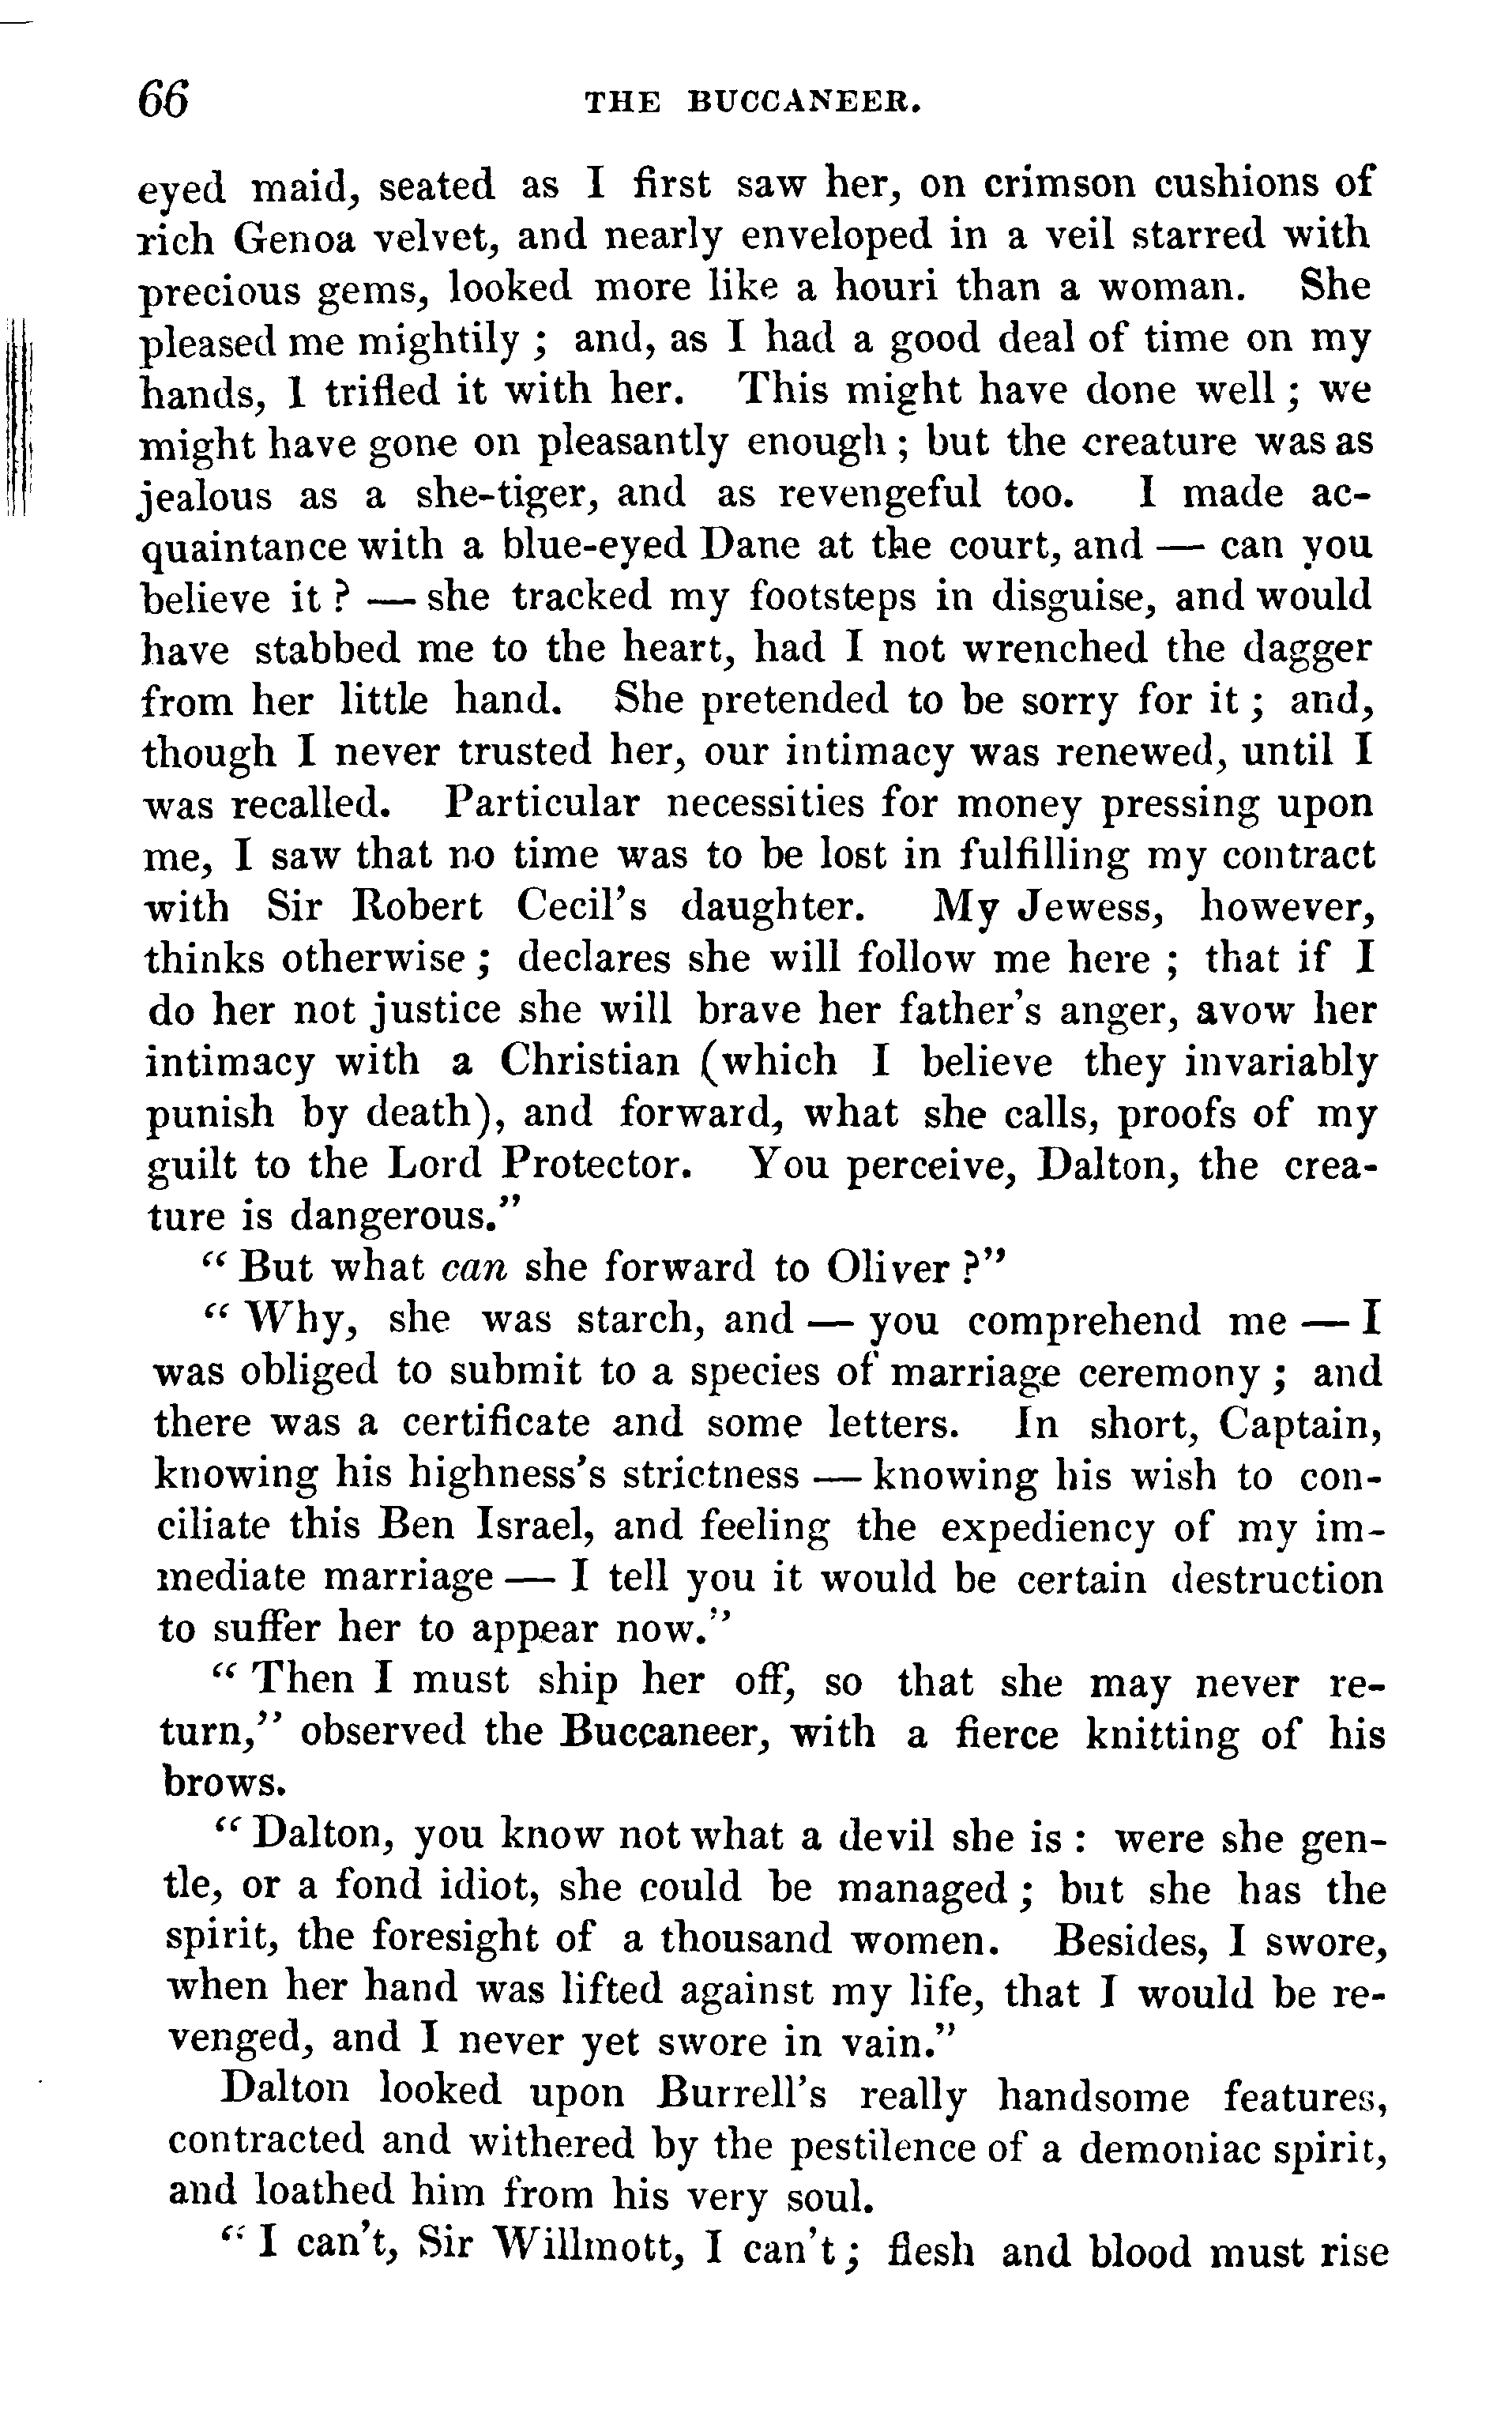 66 THE BUCCANEER.
eyed maid, seated as I first saw her, on crimson cushions of
rich Genoa velvet, and nearly enveloped in a veil starred with
precious gems, looked more like a houri than a woman. She
pleased me mightily ; and, as I had a good deal of time on my
hands, I trifled it with her. This might have done well ; we
might have gone on pleasantly enough ; but the creature was as
jealous as a she-tiger, and as revengeful too. I made ac-
quaintance with a blue-eyed Dane at the court, and — can you
believe it ? — she tracked my footsteps in disguise, and would
have stabbed me to the heart, had I not wrenched the dagger
from her little hand. She pretended to be sorry for it ; and,
though I never trusted her, our intimacy was renewed, until I
was recalled. Particular necessities for money pressing upon
me, I saw that no time was to be lost in fulfilling my contract
with Sir Robert Cecil's daughter. My Jewess, however,
thinks otherwise ; declares she will follow me here ; that if I
do her not justice she will brave her father's anger, avow her
intimacy with a Christian (which I believe they invariably
punish by death), and forward, what she calls, proofs of my
guilt to the Lord Protector. You perceive, Dalton, the crea-
ture is dangerous."
" But what can she forward to Oliver ?"
" Why, she was starch, and — you comprehend me — I
was obliged to submit to a species of marriage ceremony ; and
there was a certificate and some letters. In short, Captain,
knowing his highness's strictness — knowing his wish to con-
ciliate this Ben Israel, and feeling the expediency of my im-
mediate marriage — I tell you it would be certain destruction
to suffer her to appear now."
" Then I must ship her off, so that she may never re-
turn," observed the Buccaneer, with a fierce knitting of his
brows.
" Dalton, you know not what a devil she is : were she gen-
tle, or a fond idiot, she could be managed ; but she has the
spirit, the foresight of a thousand women. Besides, I swore,
when her hand was lifted against my life, that I would be re-
venged, and I never yet swore in vain."
Dalton looked upon Burrell's really handsome features,
contracted and withered by the pestilence of a demoniac spirit,
and loathed him from his very soul.
" I can't, Sir Willmott, I can't ; flesh and blood must rise